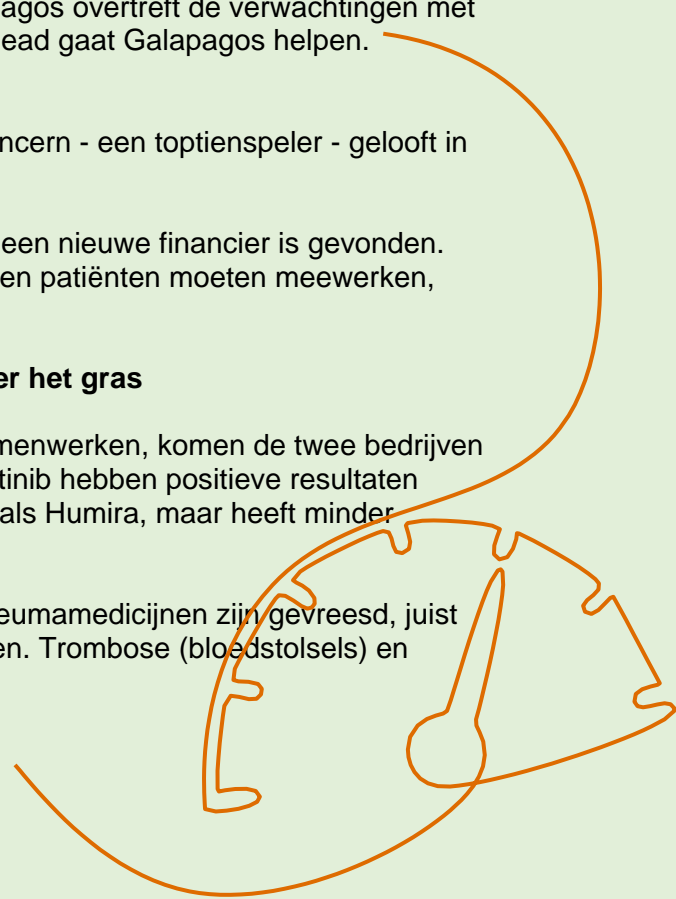 pagos overtreft de verwachtingen met
ead gaat Galapagos helpen.
ncern - een toptienspeler - gelooft in
een nieuwe financier is gevonden.
en patiënten moeten meewerken,
er het gras
menwerken, komen de twee bedrijven
tinib hebben positieve resultaten
als Humira, maar heeft minder
eumamedicijnen zijn gevreesd, juist
en. Trombose (bloedstolsels) en